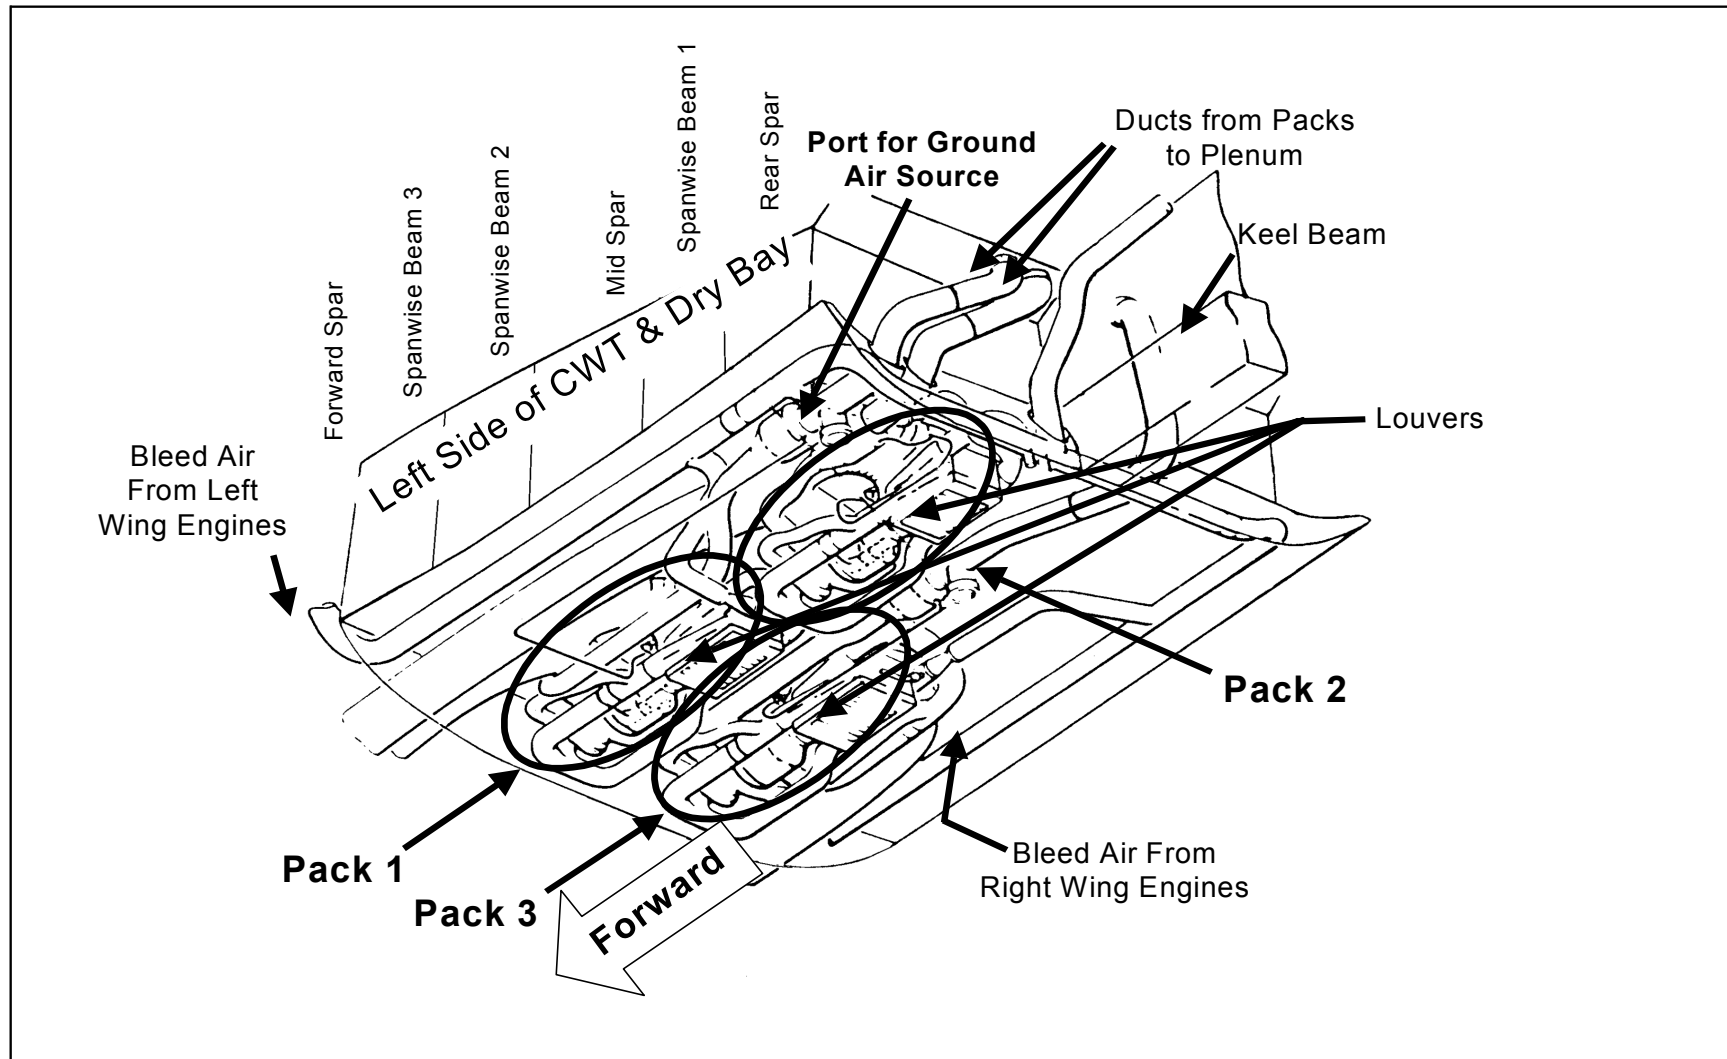 Forward Spar
Spanwise Beam 3
Spanwise Beam 2
Mid Spar
Spanwise Beam 1
Rear Spar
Port for Ground
Air Source
Ducts from Packs
to Plenum
Keel Beam
Left Side of CWT & Dry Bay
Louvers
Bleed Air
From Left
Wing Engines
Pack 2
Pack 1
Pack 3
Forward
Bleed Air From
Right Wing Engines